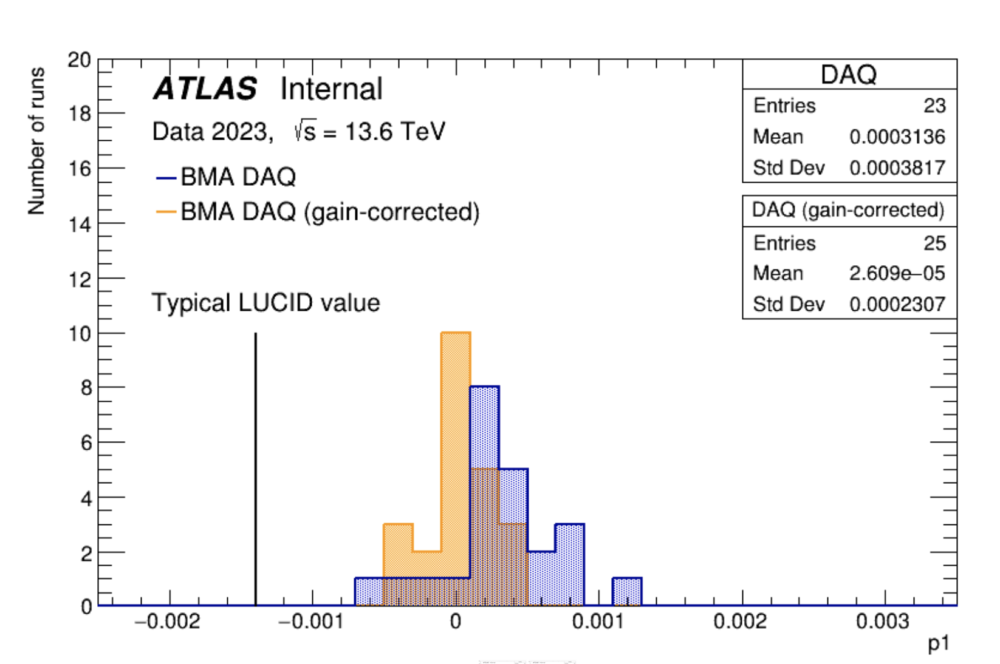 Number of runs
20
18
16
14
12
10
8
6
4
2
0
ATLAS Internal
Data 2023, √s = 13.6 TeV
BMA DAQ
BMA DAQ (gain-corrected)
Typical LUCID value
DAQ
Entries 23
Mean 0.0003136
Std Dev 0.0003817
DAQ (gain-corrected)
Entries 25
Mean 2.609e−05
Std Dev 0.0002307
−0.002 −0.001 0 0.001 0.002 0.003
p1